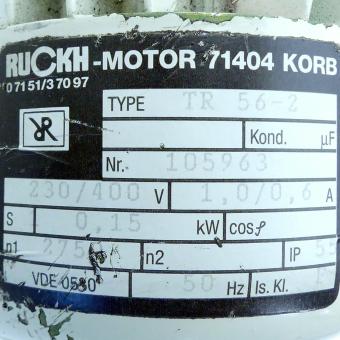 RUCKH-MOTOR 71404 KORB
07151/37097
TYPE TR 56-2
Kond. µF
Nr. 105963
230/400 V 1,0/0,6 A
S 0,15 kW cosφ
n1 275 n2 IP 55
VDE 0530 50 Hz Is. Kl. F